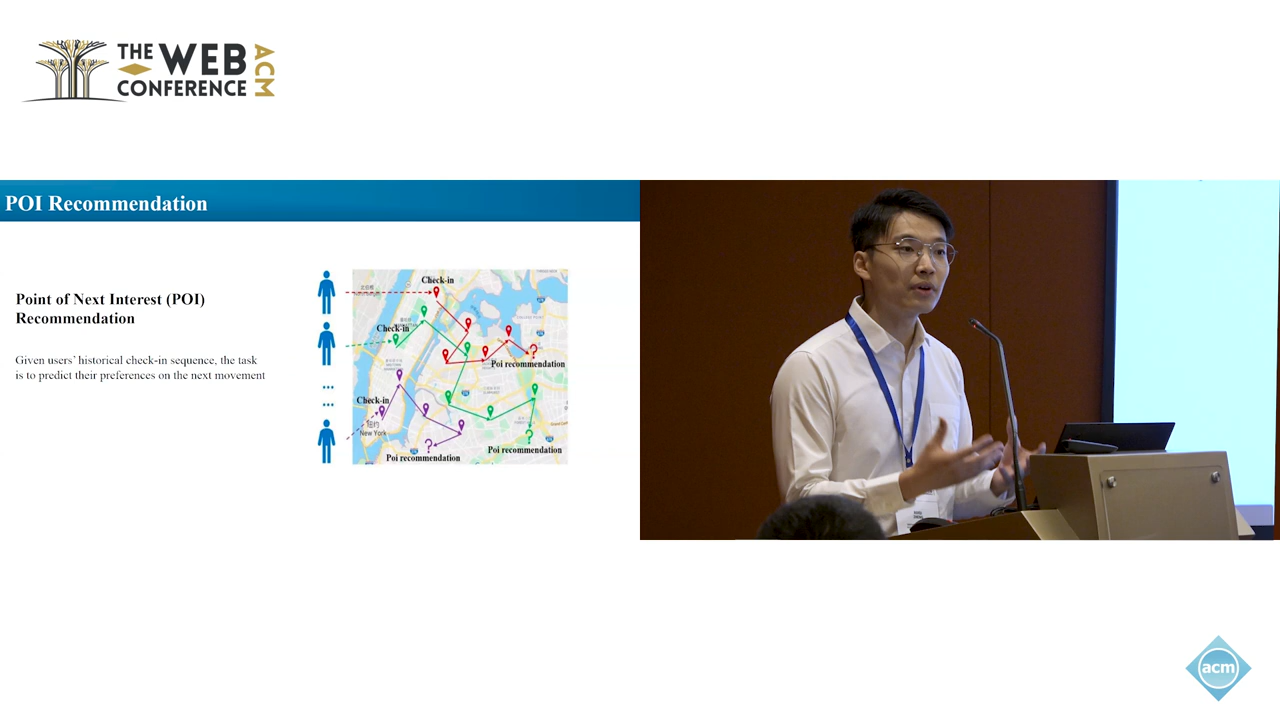 THE WEB
CONFERENCE
ACM
POI Recommendation
Point of Next Interest (POI)
Recommendation
Given users' historical check-in sequence, the task
is to predict their preferences on the next movement
...
...
Check-in
Check-in
?
Poi recommendation
Check-in
纽约
New York
?
Poi recommendation
?
Poi recommendation
acm